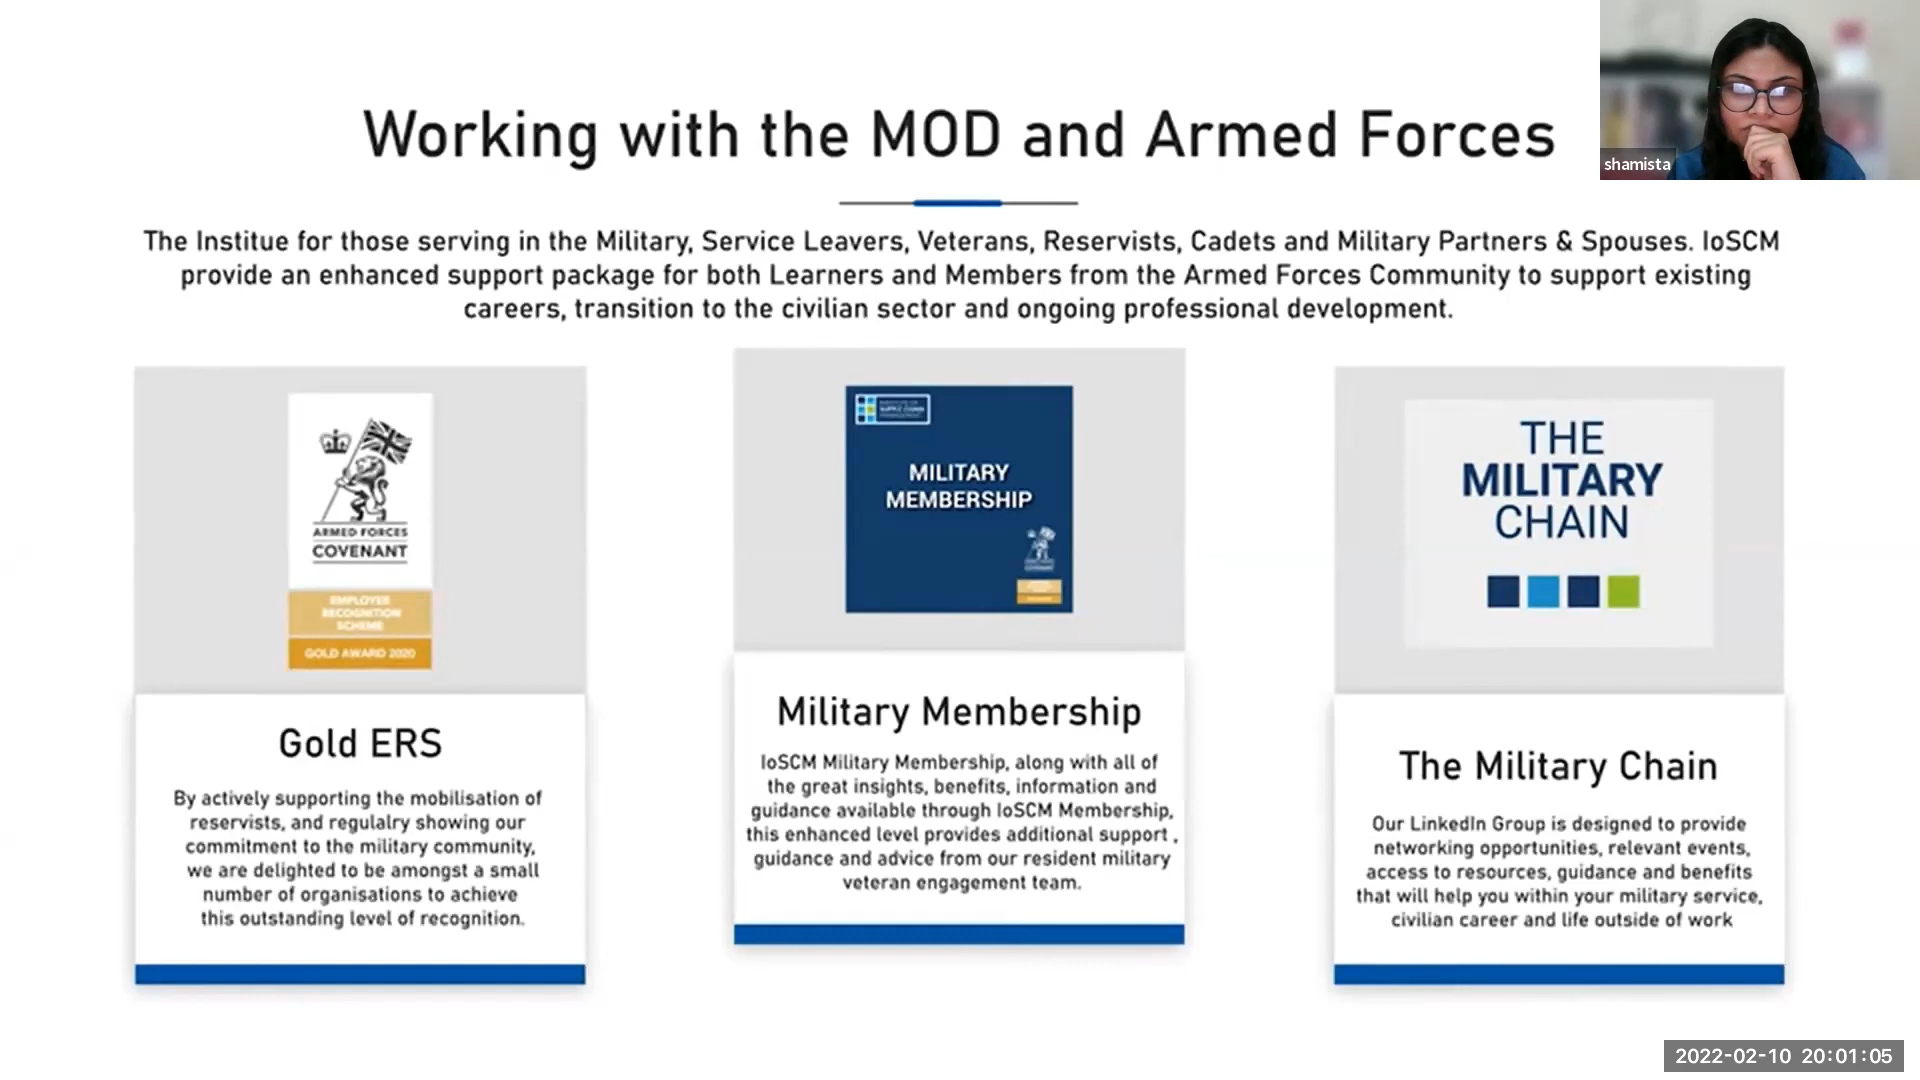 Working with the MOD and Armed Forces
shamista
The Institue for those serving in the Military, Service Leavers, Veterans, Reservists, Cadets and Military Partners & Spouses. IoSCM
provide an enhanced support package for both Learners and Members from the Armed Forces Community to support existing
careers, transition to the civilian sector and ongoing professional development.
ARMED FORCES
COVENANT
EMPLOYER
RECOGNITION
SCHEME
GOLD AWARD 2020
Gold ERS
By actively supporting the mobilisation of
reservists, and regulalry showing our
commitment to the military community,
we are delighted to be amongst a small
number of organisations to achieve
this outstanding level of recognition.
SUPPLY CHAIN
MILITARY
MEMBERSHIP
Military Membership
IoSCM Military Membership, along with all of
the great insights, benefits, information and
guidance available through IoSCM Membership,
this enhanced level provides additional support ,
guidance and advice from our resident military
veteran engagement team.
THE
MILITARY
CHAIN
The Military Chain
Our LinkedIn Group is designed to provide
networking opportunities, relevant events,
access to resources, guidance and benefits
that will help you within your military service,
civilian career and life outside of work
2022-02-10 20:01:05